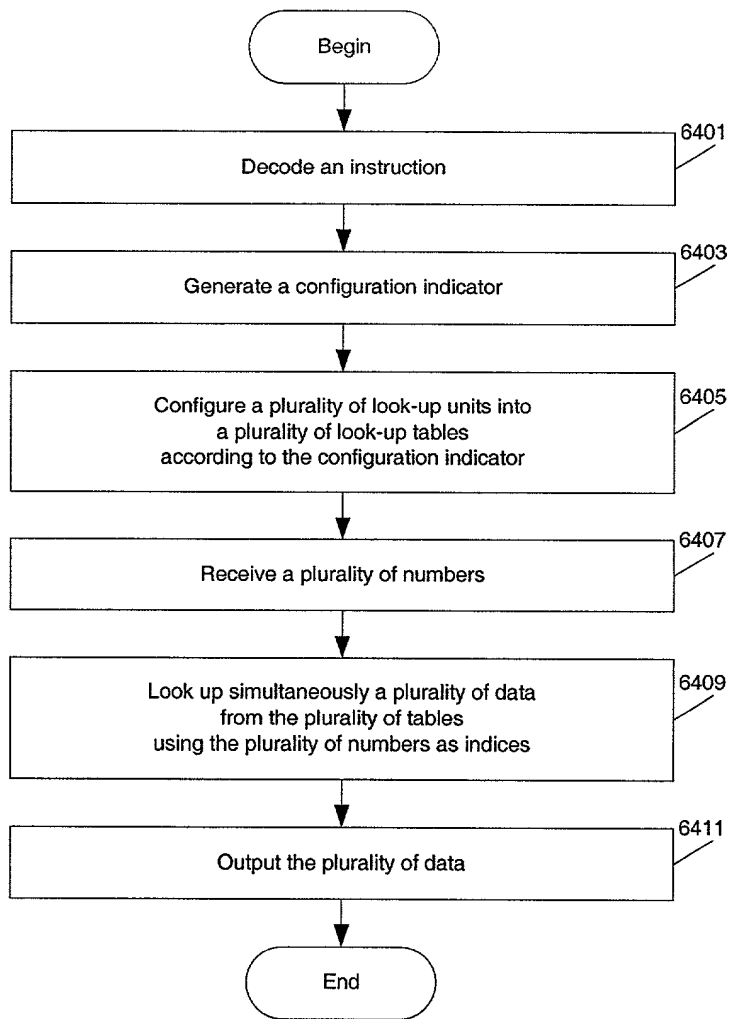 Begin
6401
Decode an instruction
6403
Generate a configuration indicator
6405
Configure a plurality of look-up units into
a plurality of look-up tables
according to the configuration indicator
6407
Receive a plurality of numbers
6409
Look up simultaneously a plurality of data
from the plurality of tables
using the plurality of numbers as indices
6411
Output the plurality of data
End